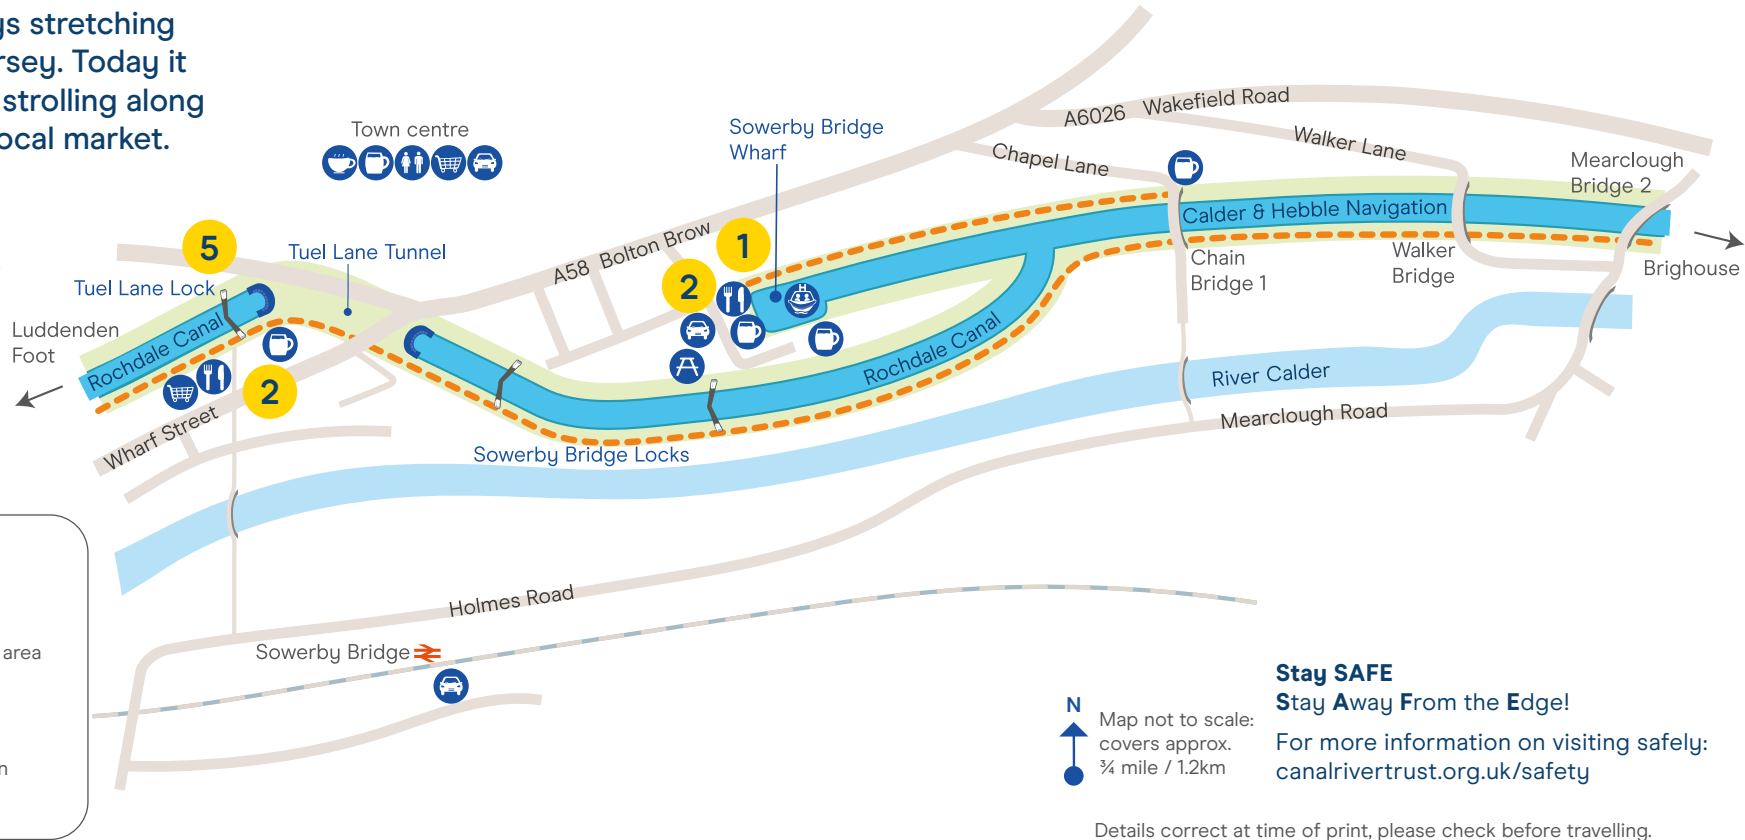 ys stretching
rsey. Today it
strolling along
ocal market.
Town centre
Sowerby Bridge
Wharf
A6026 Wakefield Road
Chapel Lane
Walker Lane
Mearclough
Bridge 2
5
Tuel Lane Tunnel
A58 Bolton Brow
1
Calder & Hebble Navigation
Tuel Lane Lock
2
H
Chain
Bridge 1
Walker
Bridge
Brighouse
Luddenden
Foot
Rochdale Canal
Rochdale Canal
River Calder
2
Wharf Street
Mearclough Road
Sowerby Bridge Locks
Holmes Road
Sowerby Bridge
area
n
N
Map not to scale:
covers approx.
¾ mile / 1.2km
Stay SAFE
Stay Away From the Edge!
For more information on visiting safely:
canalrivertrust.org.uk/safety
Details correct at time of print, please check before travelling.